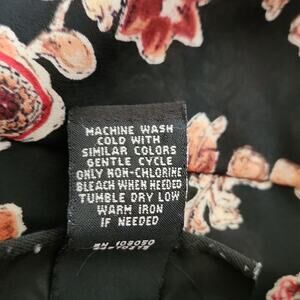 MACHINE WASH
COLD WITH
SIMILAR COLORS
GENTLE CYCLE
ONLY NON-CHLORINE
BLEACH WHEN NEEDED
TUMBLE DRY LOW
WARM IRON
IF NEEDED